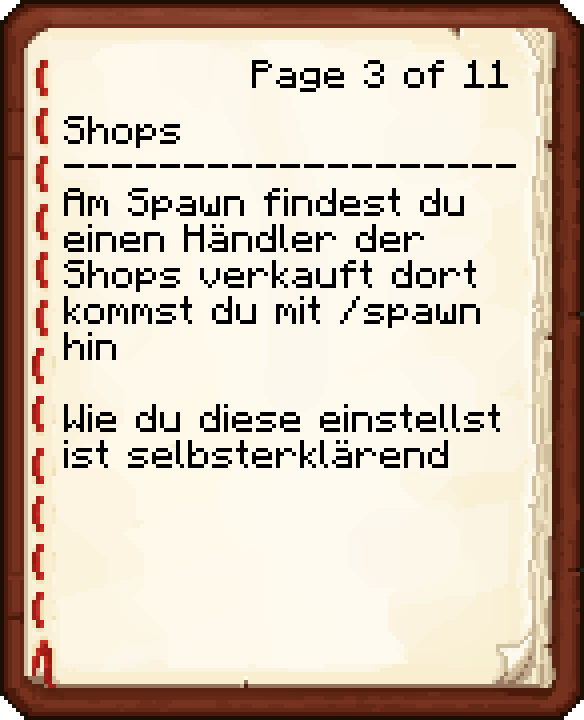 Page 3 of 11
Shops
-------------------
Am Spawn findest du
einen Händler der
Shops verkauft dort
kommst du mit /spawn
hin
Wie du diese einstellst
ist selbsterklärend